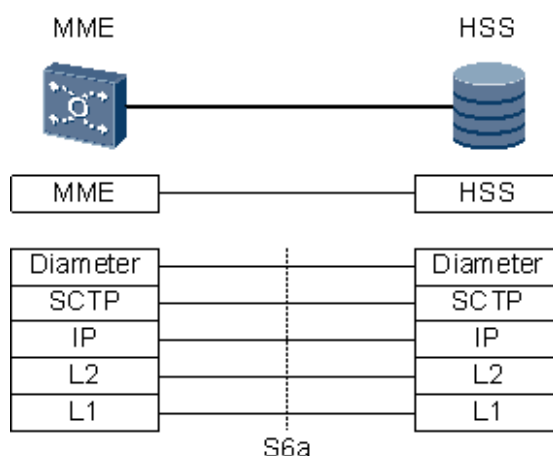 MME HSS
MME HSS
Diameter Diameter
SCTP SCTP
IP IP
L2 L2
L1 L1
S6a